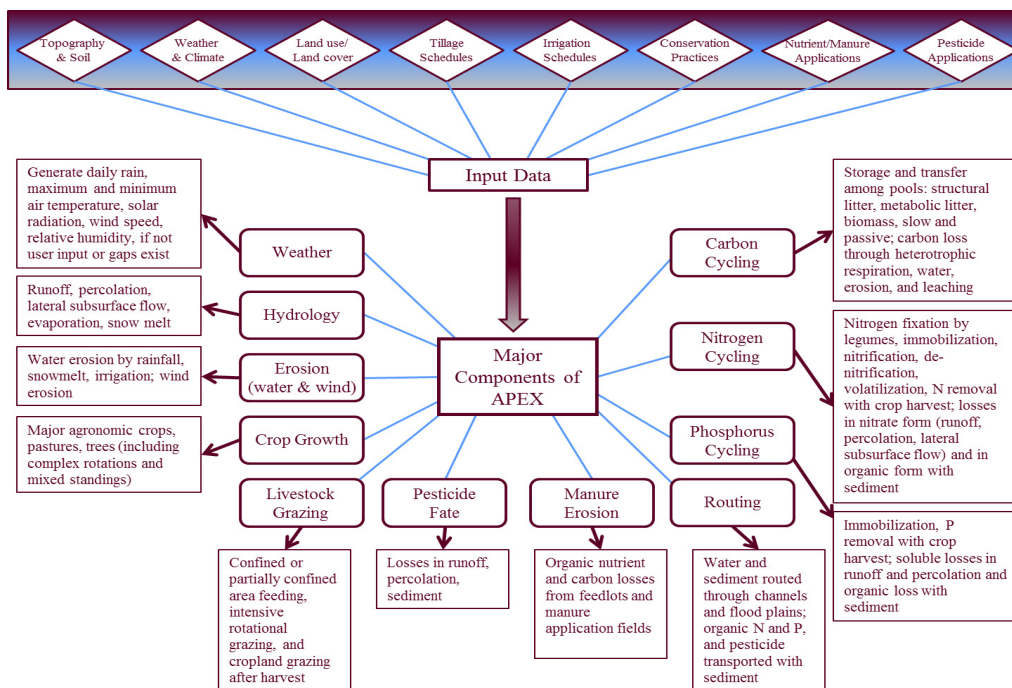 Topography
& Soil
Weather
& Climate
Land use/
Land cover
Tillage
Schedules
Irrigation
Schedules
Conservation
Practices
Nutrient/Manure
Applications
Pesticide
Applications
Input Data
Generate daily rain,
maximum and minimum
air temperature, solar
radiation, wind speed,
relative humidity, if not
user input or gaps exist
Weather
Runoff, percolation,
lateral subsurface flow,
evaporation, snow melt
Hydrology
Water erosion by rainfall,
snowmelt, irrigation; wind
erosion
Erosion
(water & wind)
Major agronomic crops,
pastures, trees (including
complex rotations and
mixed standings)
Crop Growth
Major
Components of
APEX
Carbon
Cycling
Storage and transfer
among pools: structural
litter, metabolic litter,
biomass, slow and
passive; carbon loss
through heterotrophic
respiration, water,
erosion, and leaching
Nitrogen
Cycling
Nitrogen fixation by
legumes, immobilization,
nitrification, de-
nitrification,
volatilization, N removal
with crop harvest; losses
in nitrate form (runoff,
percolation, lateral
subsurface flow) and in
organic form with
sediment
Phosphorus
Cycling
Immobilization, P
removal with crop
harvest; soluble losses in
runoff and percolation and
organic loss with
sediment
Livestock
Grazing
Confined or
partially confined
area feeding,
intensive
rotational
grazing, and
cropland grazing
after harvest
Pesticide
Fate
Losses in runoff,
percolation,
sediment
Manure
Erosion
Organic nutrient
and carbon losses
from feedlots and
manure
application fields
Routing
Water and
sediment routed
through channels
and flood plains;
organic N and P,
and pesticide
transported with
sediment